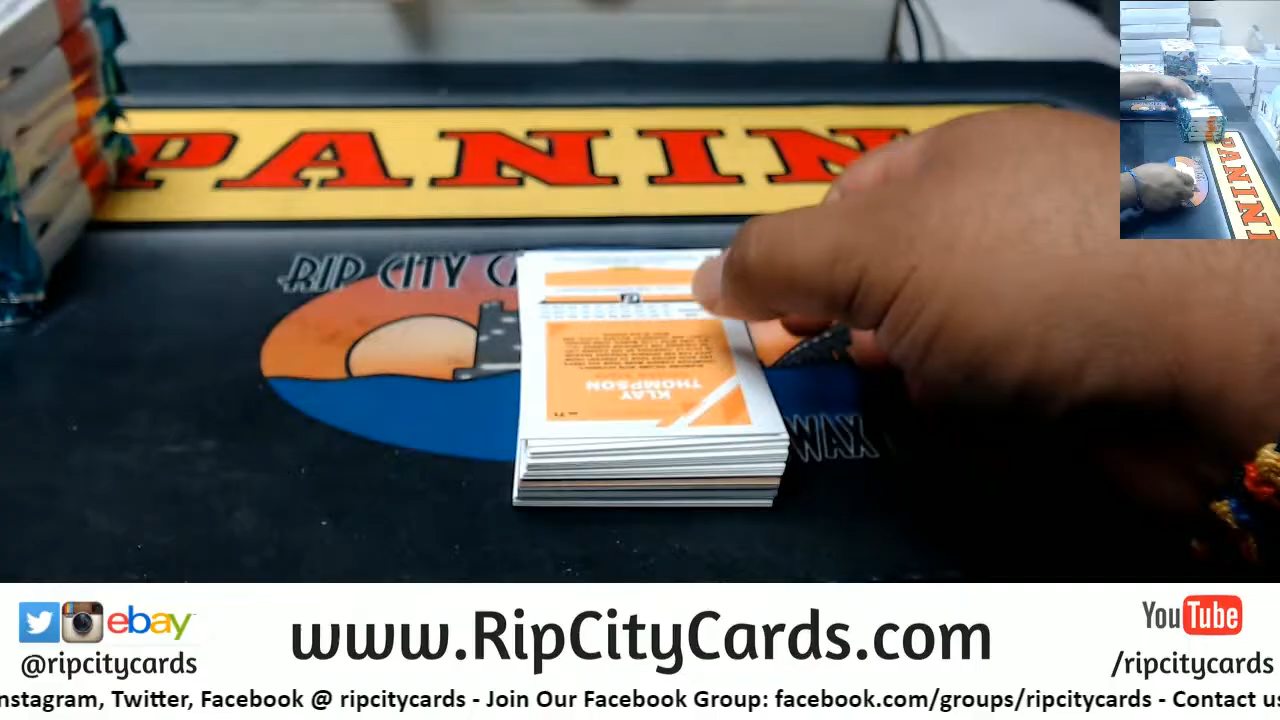 PANINI
RIP CITY CA
KLAY
THOMPSON
WAX
PANINI
ebay
@ripcitycards
www.RipCityCards.com
YouTube
/ripcitycards
nstagram, Twitter, Facebook @ ripcitycards - Join Our Facebook Group: facebook.com/groups/ripcitycards - Contact us